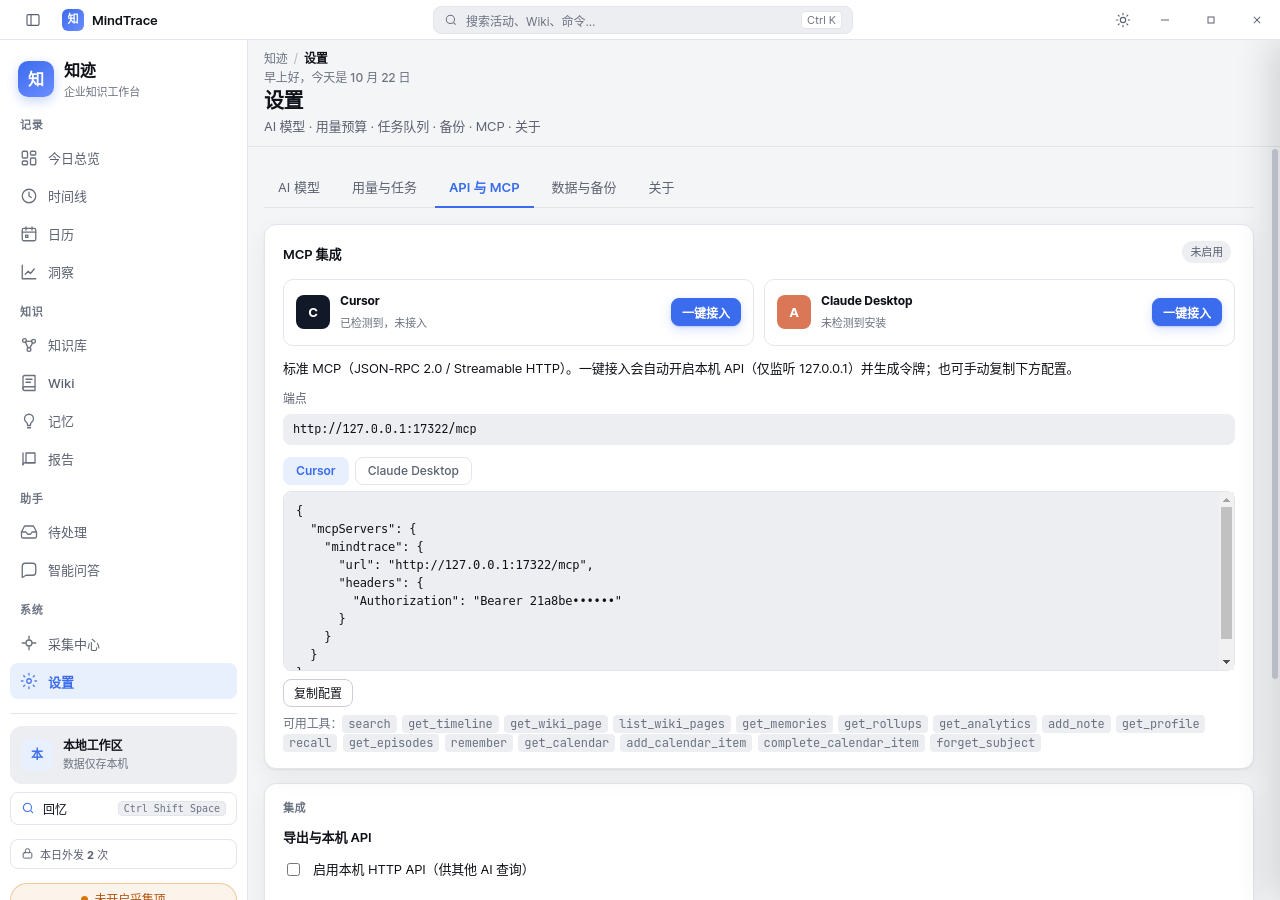 知 MindTrace
搜索活动、Wiki、命令... Ctrl K
知 知迹
企业知识工作台
记录
今日总览
时间线
日历
洞察
知识
知识库
Wiki
记忆
报告
助手
待处理
智能问答
系统
采集中心
设置
本 本地工作区
数据仅存本机
回忆 Ctrl Shift Space
本日外发 2 次
知迹 / 设置
早上好，今天是 10 月 22 日
设置
AI 模型 · 用量预算 · 任务队列 · 备份 · MCP · 关于
AI 模型 用量与任务 API 与 MCP 数据与备份 关于
MCP 集成 未启用
C Cursor
已检测到，未接入
一键接入
A Claude Desktop
未检测到安装
一键接入
标准 MCP（JSON-RPC 2.0 / Streamable HTTP）。一键接入会自动开启本机 API（仅监听 127.0.0.1）并生成令牌；也可手动复制下方配置。
端点
http://127.0.0.1:17322/mcp
Cursor Claude Desktop
{
"mcpServers": {
"mindtrace": {
"url": "http://127.0.0.1:17322/mcp",
"headers": {
"Authorization": "Bearer 21a8be••••••"
}
}
}
复制配置
可用工具： search get_timeline get_wiki_page list_wiki_pages get_memories get_rollups get_analytics add_note get_profile
recall get_episodes remember get_calendar add_calendar_item complete_calendar_item forget_subject
集成
导出与本机 API
启用本机 HTTP API（供其他 AI 查询）